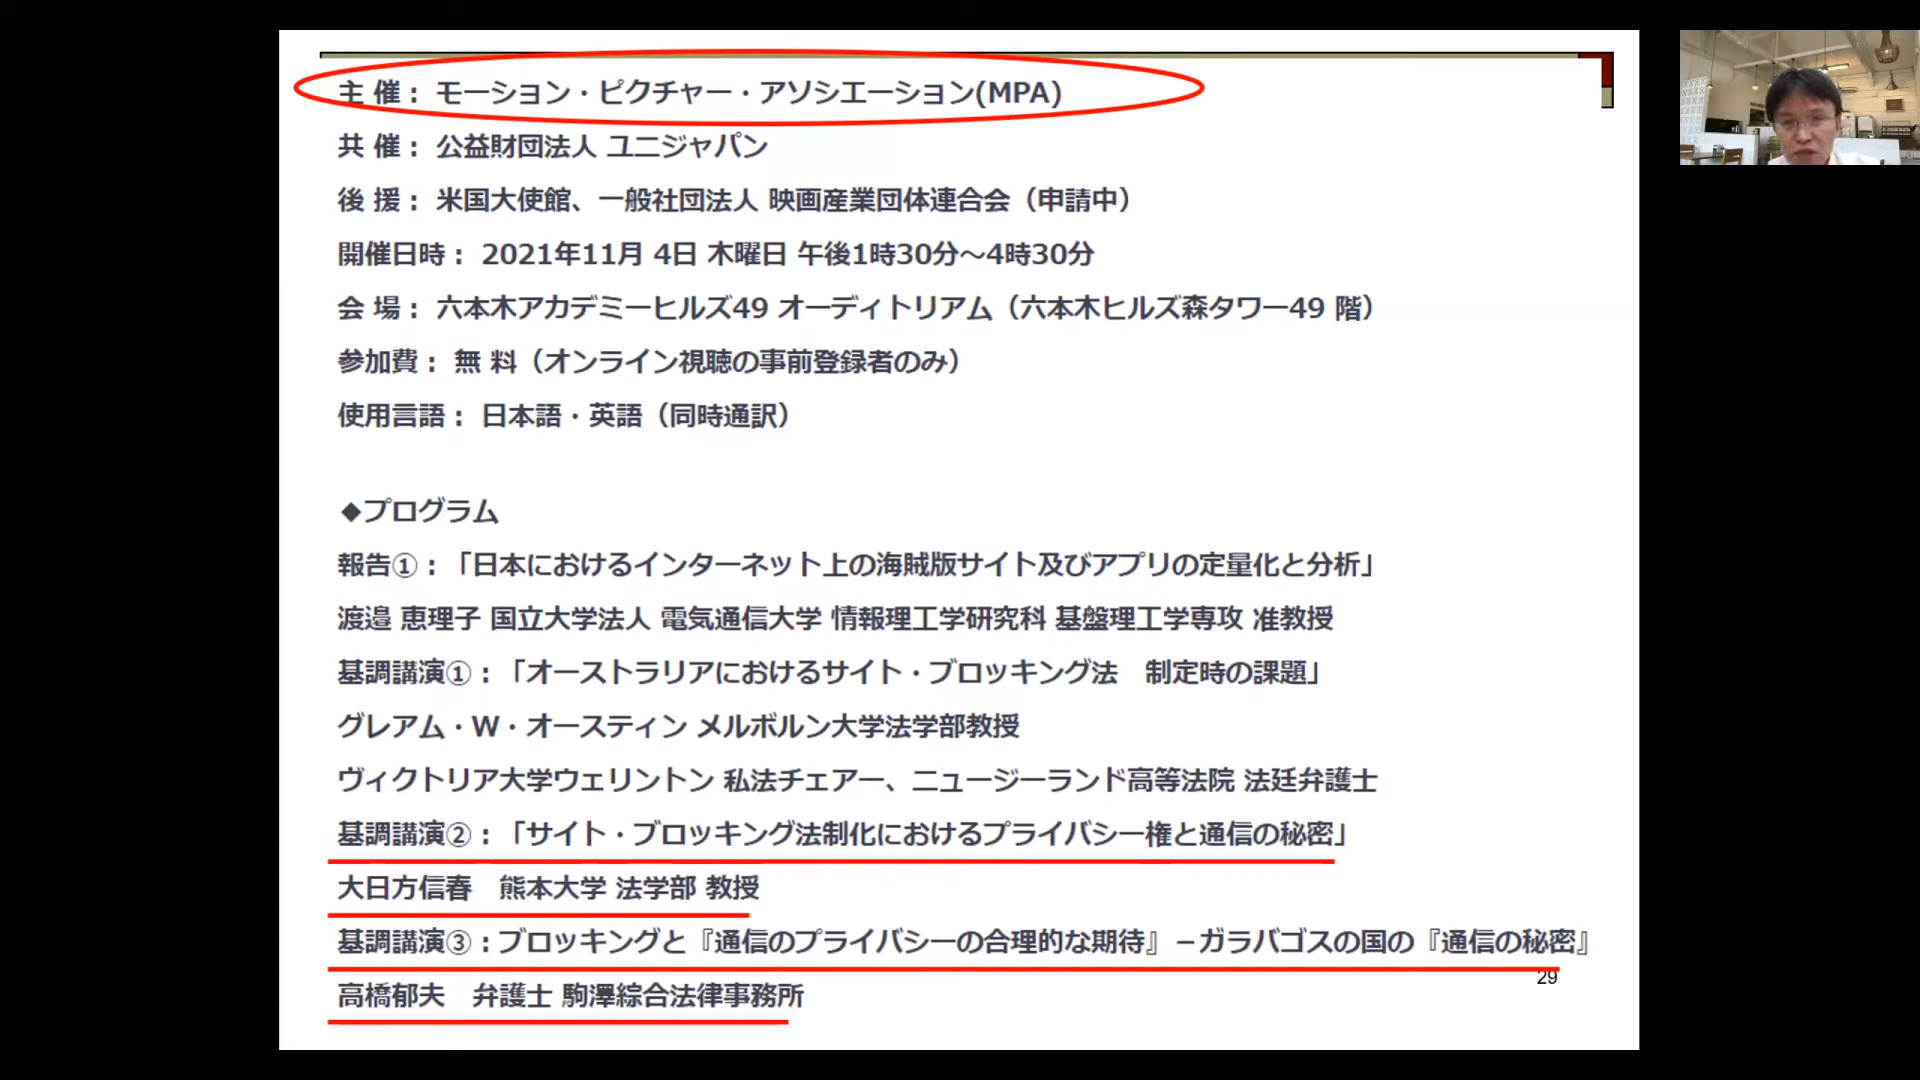 主 催： モーション・ピクチャー・アソシエーション(MPA)
共 催： 公益財団法人 ユニジャパン
後 援： 米国大使館、一般社団法人 映画産業団体連合会（申請中）
開催日時： 2021年11月 4日 木曜日 午後1時30分～4時30分
会 場： 六本木アカデミーヒルズ49 オーディトリアム（六本木ヒルズ森タワー49 階）
参加費： 無 料（オンライン視聴の事前登録者のみ）
使用言語： 日本語・英語（同時通訳）
◆プログラム
報告①：「日本におけるインターネット上の海賊版サイト及びアプリの定量化と分析」
渡邉 恵理子 国立大学法人 電気通信大学 情報理工学研究科 基盤理工学専攻 准教授
基調講演①：「オーストラリアにおけるサイト・ブロッキング法　制定時の課題」
グレアム・W・オースティン メルボルン大学法学部教授
ヴィクトリア大学ウェリントン 私法チェアー、ニュージーランド高等法院 法廷弁護士
基調講演②：「サイト・ブロッキング法制化におけるプライバシー権と通信の秘密」
大日方信春　熊本大学 法学部 教授
基調講演③：ブロッキングと『通信のプライバシーの合理的な期待』－ガラパゴスの国の『通信の秘密』
29
高橋郁夫　弁護士 駒澤綜合法律事務所